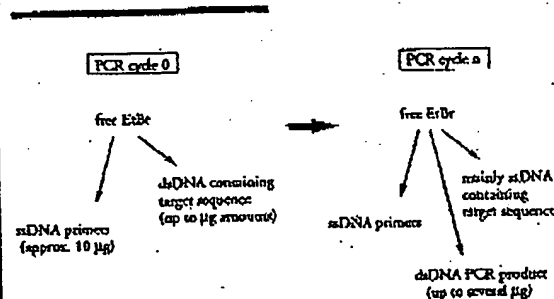 PCR cycle 0
free EtBr
ssDNA primers
(approx. 10 µg)
dsDNA containing
target sequence
(up to µg amounts)
PCR cycle n
free EtBr
ssDNA primers
mainly ssDNA
containing
target sequence
dsDNA PCR product
(up to several µg)